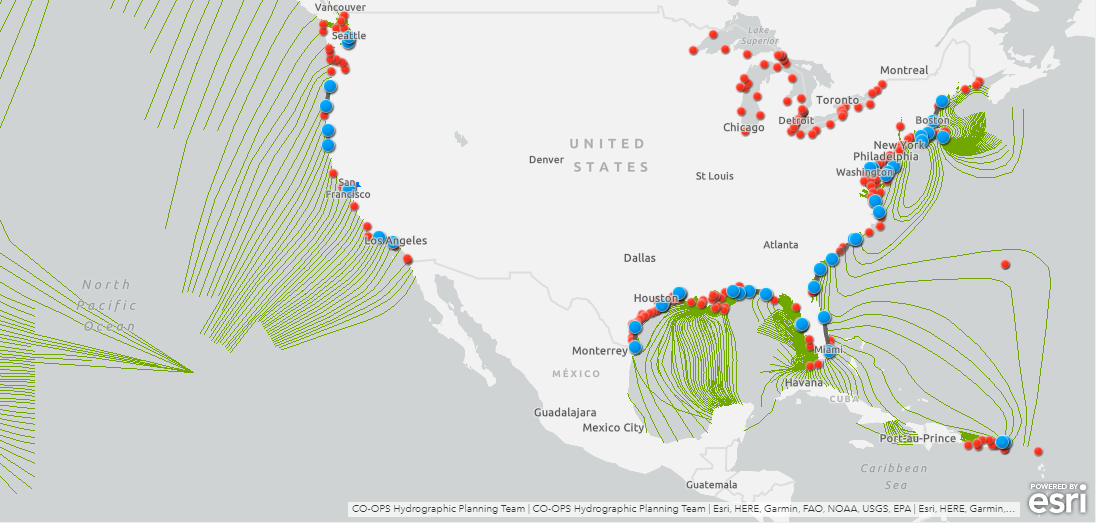 Vancouver
Seattle
Lake
Superior
Montreal
Toronto
Boston
Chicago
Detroit
New York
Philadelphia
UNITED
STATES
Denver
St Louis
Washington
San
Francisco
Los Angeles
Atlanta
Dallas
North
Pacific
Ocean
Houston
Monterrey
Miami
MÉXICO
Havana
CUBA
Guadalajara
Mexico City
Port-au-Prince
Caribbean
Sea
Guatemala
POWERED BY
esri
CO-OPS Hydrographic Planning Team | CO-OPS Hydrographic Planning Team | Esri, HERE, Garmin, FAO, NOAA, USGS, EPA | Esri, HERE, Garmin,...